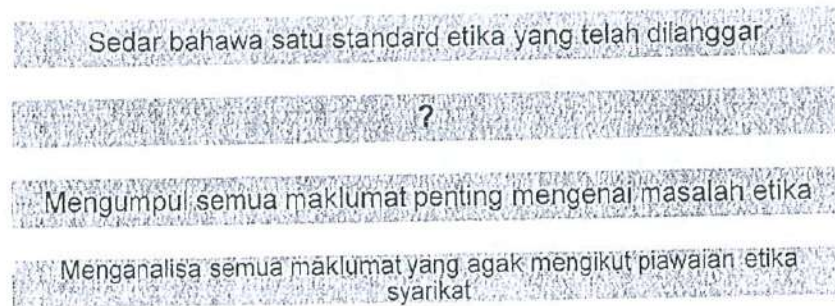 Sedar bahawa satu standard etika yang telah dilanggar
?
Mengumpul semua maklumat penting mengenai masalah etika
Menganalisa semua maklumat yang agak mengikut piawaian etika
syarikat